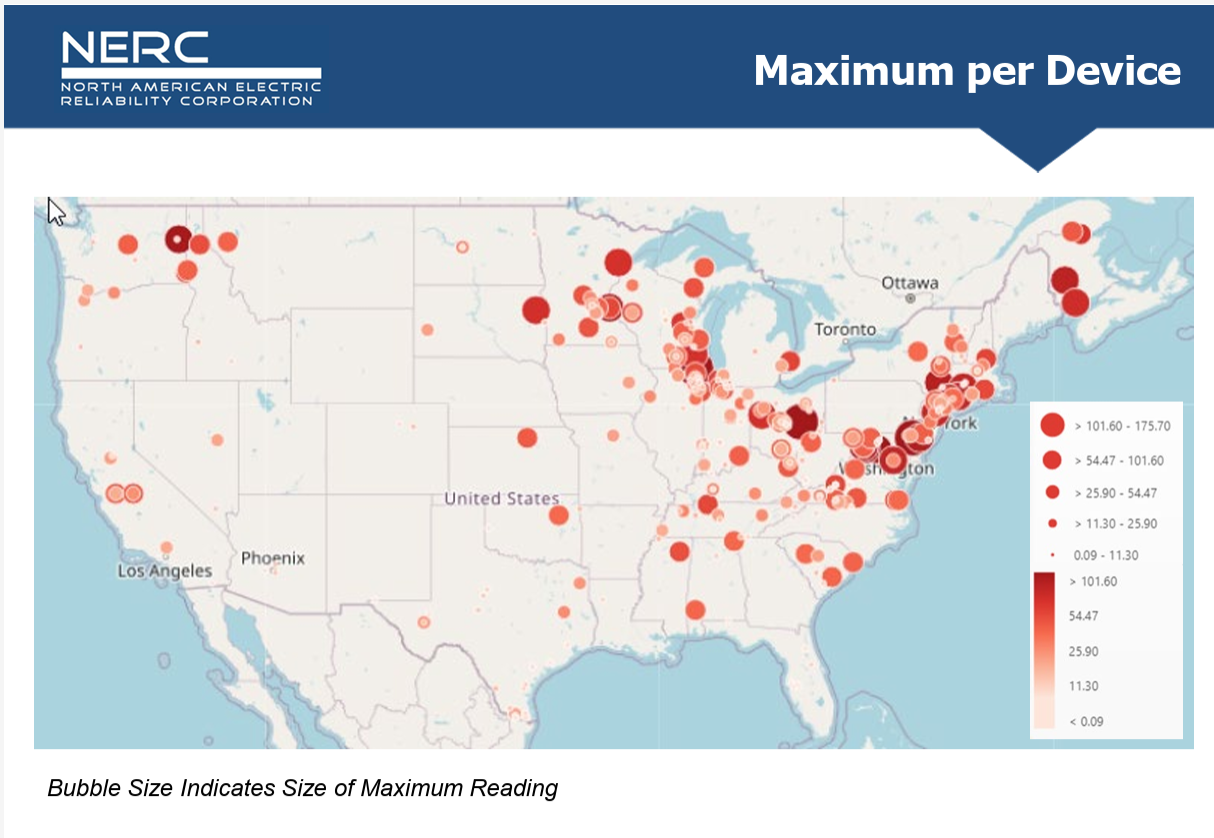 NERC
NORTH AMERICAN ELECTRIC
RELIABILITY CORPORATION
Maximum per Device
Ottawa
Toronto
York
Washington
United States
Los Angeles
Phoenix
> 101.60 - 175.70
> 54.47 - 101.60
> 25.90 - 54.47
> 11.30 - 25.90
0.09 - 11.30
> 101.60
54.47
25.90
11.30
< 0.09
Bubble Size Indicates Size of Maximum Reading